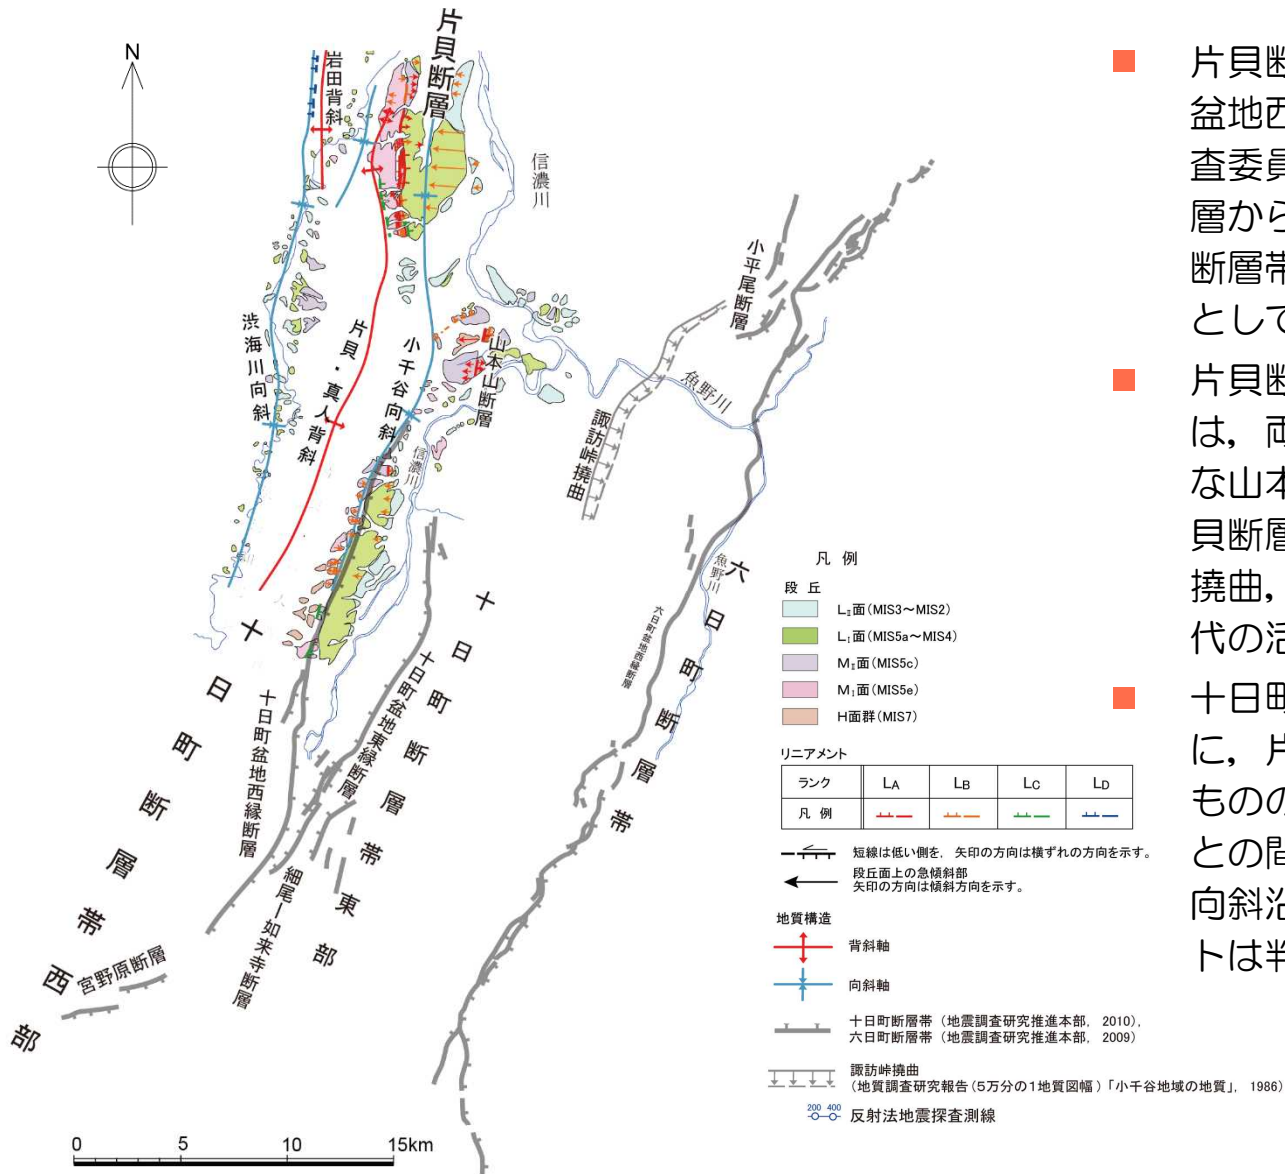 N
岩田背斜
片貝断層
信濃川
渋海川向斜
片貝・真人背斜
小千谷向斜
山本山断層
信濃川
小平尾断層
諏訪峠撓曲
魚野川
魚野川
六日町盆地西縁断層
六日町断層帯
十日町断層帯西部
十日町盆地西縁断層
十日町盆地東縁断層
十日町断層帯東部
細尾ー如来寺断層
宮野原断層
0 5 10 15km
凡 例
段 丘
LⅡ面(MIS3～MIS2)
LⅠ面(MIS5a～MIS4)
MⅡ面(MIS5c)
MⅠ面(MIS5e)
H面群(MIS7)
リニアメント
ランク LA LB LC LD
凡 例
短線は低い側を, 矢印の方向は横ずれの方向を示す。
段丘面上の急傾斜部
矢印の方向は傾斜方向を示す。
地質構造
背斜軸
向斜軸
十日町断層帯（地震調査研究推進本部, 2010),
六日町断層帯（地震調査研究推進本部, 2009)
諏訪峠撓曲
(地質調査研究報告(5万分の1地質図幅)「小千谷地域の地質」, 1986)
200 400
反射法地震探査測線
片貝断
盆地西
査委員
層から
断層帯
として
片貝断
は，両
な山本
貝断層
撓曲，
代の活
十日町
に，片
ものの
との間
向斜沿
トは半